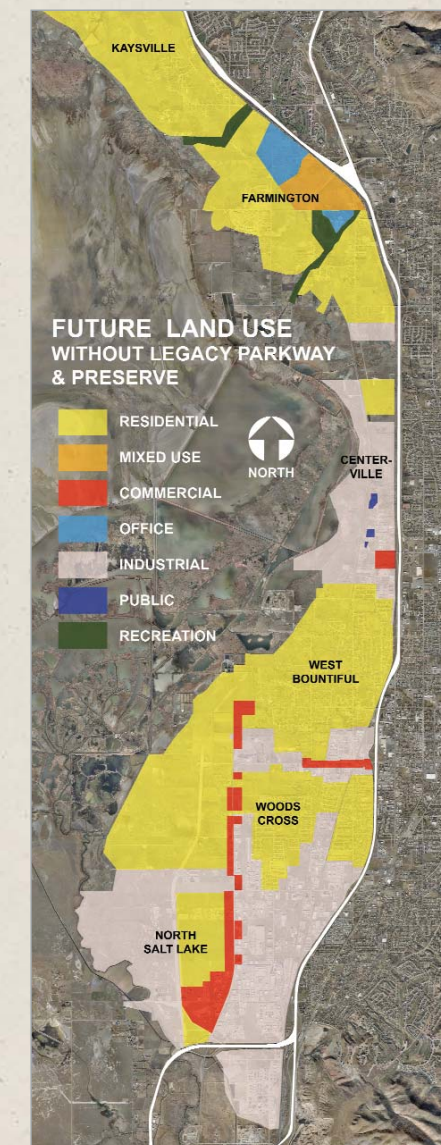 KAYSVILLE
FARMINGTON
FUTURE LAND USE
WITHOUT LEGACY PARKWAY
& PRESERVE
RESIDENTIAL
MIXED USE
COMMERCIAL
OFFICE
INDUSTRIAL
PUBLIC
RECREATION
NORTH
CENTER-
VILLE
WEST
BOUNTIFUL
WOODS
CROSS
NORTH
SALT LAKE